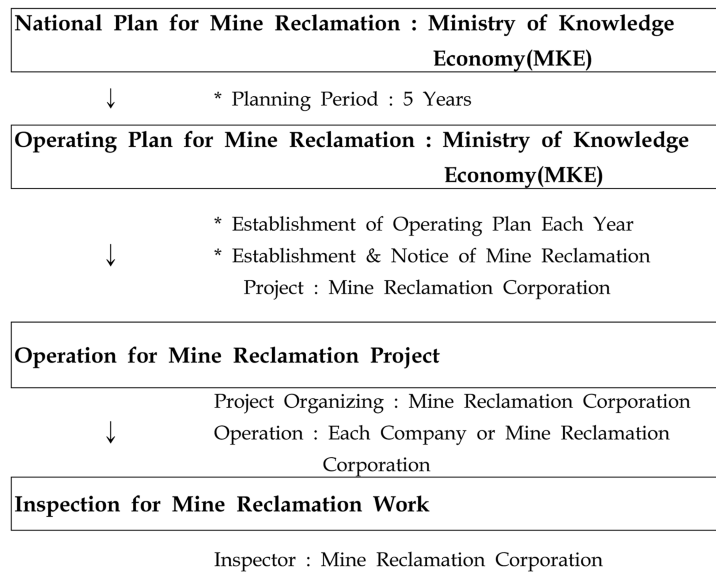 National Plan for Mine Reclamation : Ministry of Knowledge
Economy(MKE)
↓ * Planning Period : 5 Years
Operating Plan for Mine Reclamation : Ministry of Knowledge
Economy(MKE)
* Establishment of Operating Plan Each Year
↓ * Establishment & Notice of Mine Reclamation
Project : Mine Reclamation Corporation
Operation for Mine Reclamation Project
Project Organizing : Mine Reclamation Corporation
↓ Operation : Each Company or Mine Reclamation
Corporation
Inspection for Mine Reclamation Work
Inspector : Mine Reclamation Corporation